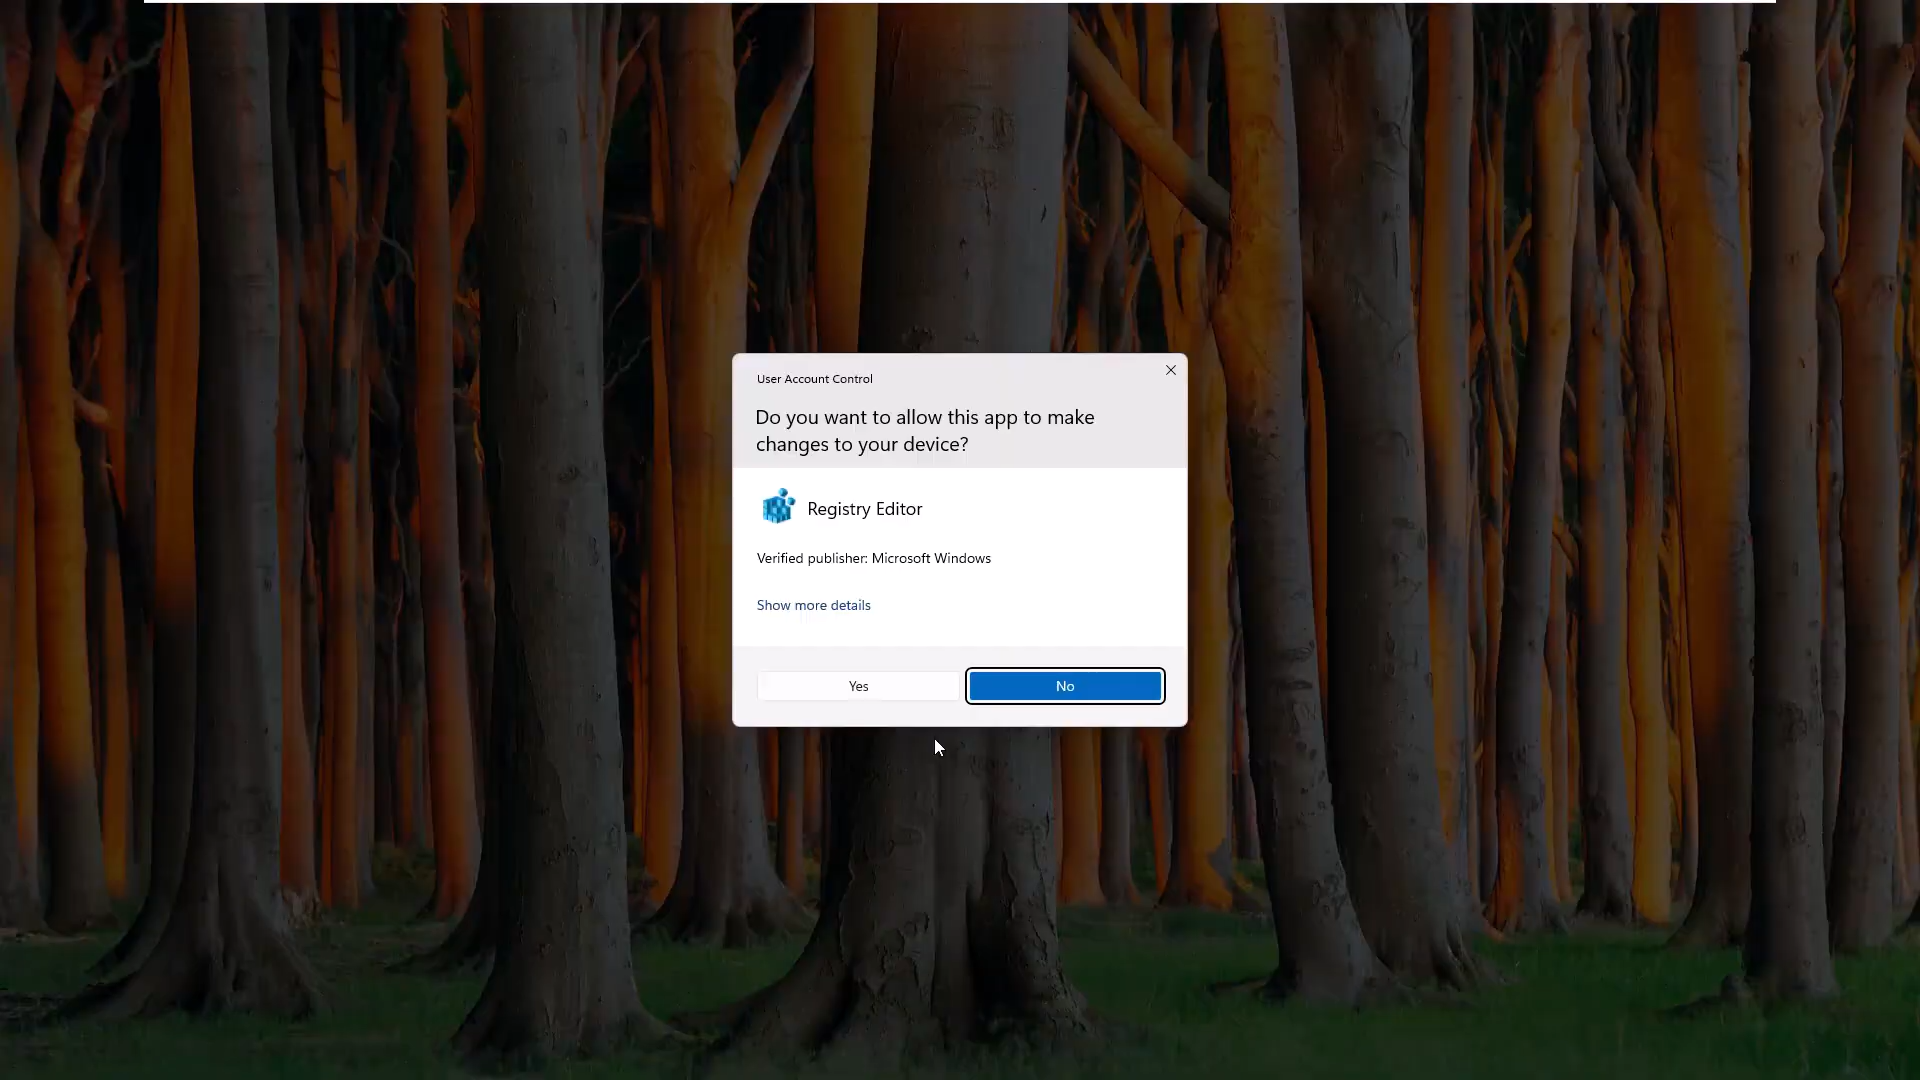 User Account Control
Do you want to allow this app to make
changes to your device?
Registry Editor
Verified publisher: Microsoft Windows
Show more details
Yes
No